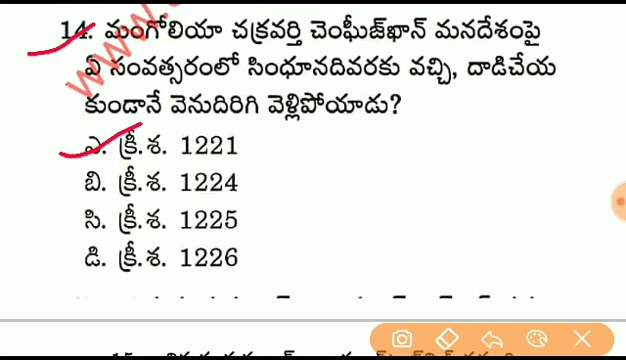 14. మంగోలియా చక్రవర్తి చెంఘీజ్‌ఖాన్ మనదేశంపై
ఏ సంవత్సరంలో సింధూనదివరకు వచ్చి, దాడిచేయ
కుండానే వెనుదిరిగి వెళ్లిపోయాడు?
ఎ. క్రీ.శ. 1221
బి. క్రీ.శ. 1224
సి. క్రీ.శ. 1225
డి. క్రీ.శ. 1226